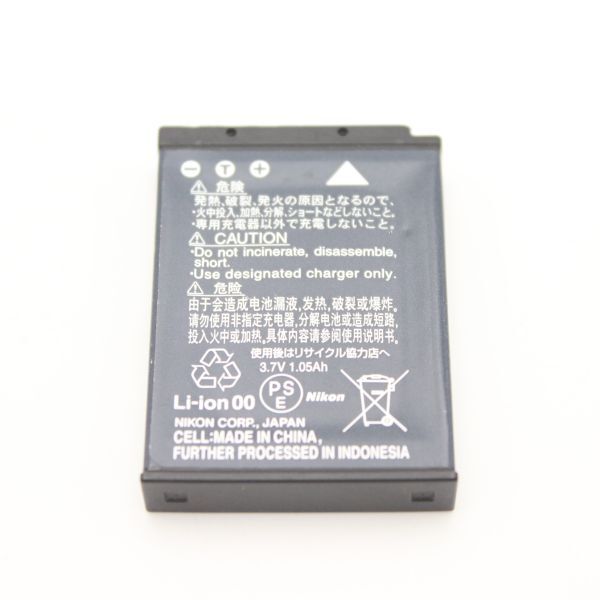 − T +
危険
発熱、破裂、発火の原因となるので、
・火中投入、加熱、分解、ショートなどしないこと。
・専用充電器以外で充電しないこと。
CAUTION
•Do not incinerate, disassemble,
short.
•Use designated charger only.
危险
由于会造成电池漏液,发热,破裂或爆炸。
请勿使用非指定充电器,分解电池或造成短路,
投入火中或加热。具体内容请参阅使用说明书。
使用後はリサイクル協力店へ
3.7V 1.05Ah
Li-ion 00
PS
E
Nikon
NIKON CORP., JAPAN
CELL:MADE IN CHINA,
FURTHER PROCESSED IN INDONESIA